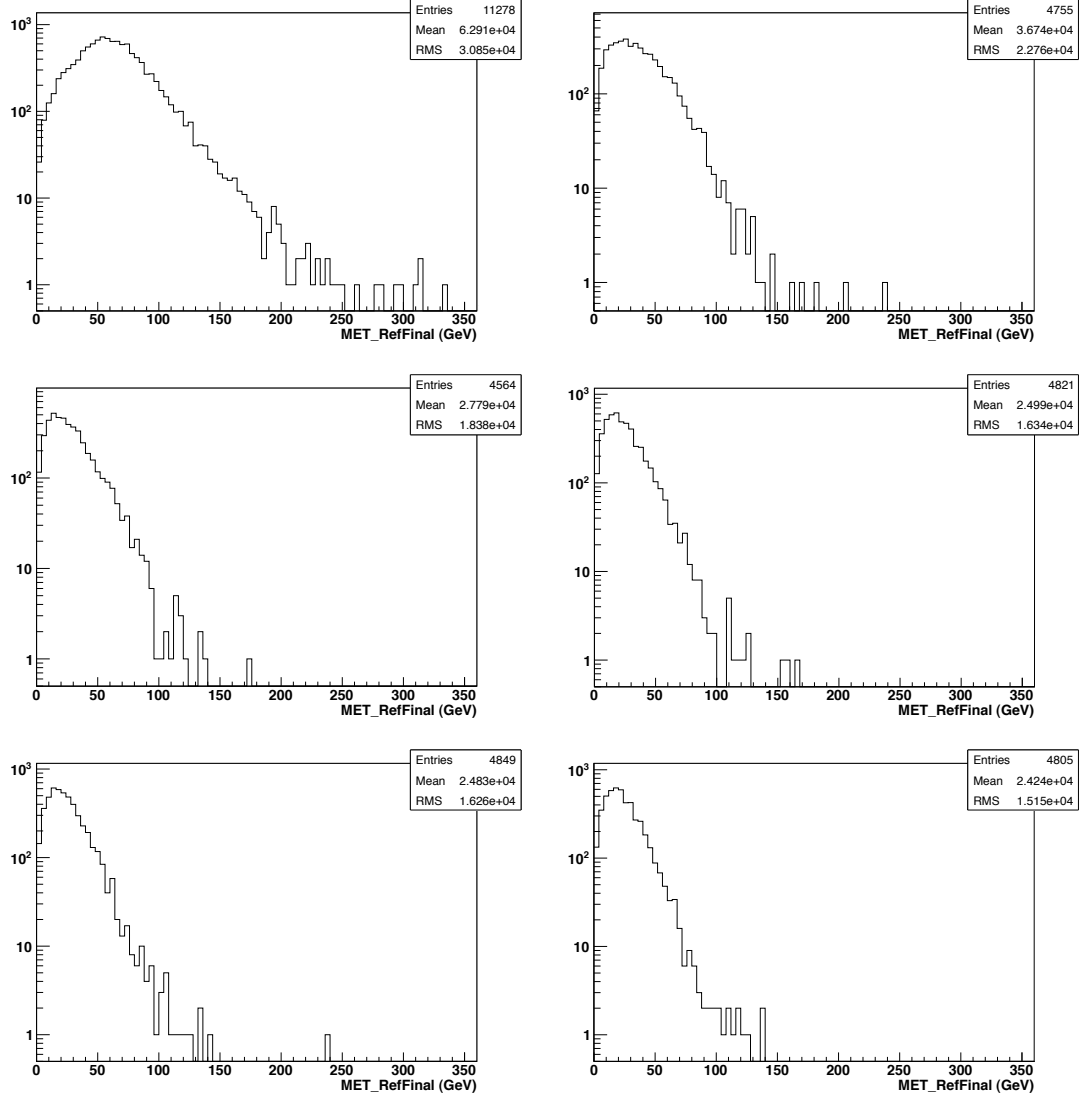 Entries 11278
Mean 6.291e+04
RMS 3.085e+04
10³
10²
10
1
0 50 100 150 200 250 300 350
MET_RefFinal (GeV)
Entries 4755
Mean 3.674e+04
RMS 2.276e+04
10²
10
1
0 50 100 150 200 250 300 350
MET_RefFinal (GeV)
Entries 4564
Mean 2.779e+04
RMS 1.838e+04
10²
10
1
0 50 100 150 200 250 300 350
MET_RefFinal (GeV)
Entries 4821
Mean 2.499e+04
RMS 1.634e+04
10³
10²
10
1
0 50 100 150 200 250 300 350
MET_RefFinal (GeV)
Entries 4849
Mean 2.483e+04
RMS 1.626e+04
10³
10²
10
1
0 50 100 150 200 250 300 350
MET_RefFinal (GeV)
Entries 4805
Mean 2.424e+04
RMS 1.515e+04
10³
10²
10
1
0 50 100 150 200 250 300 350
MET_RefFinal (GeV)